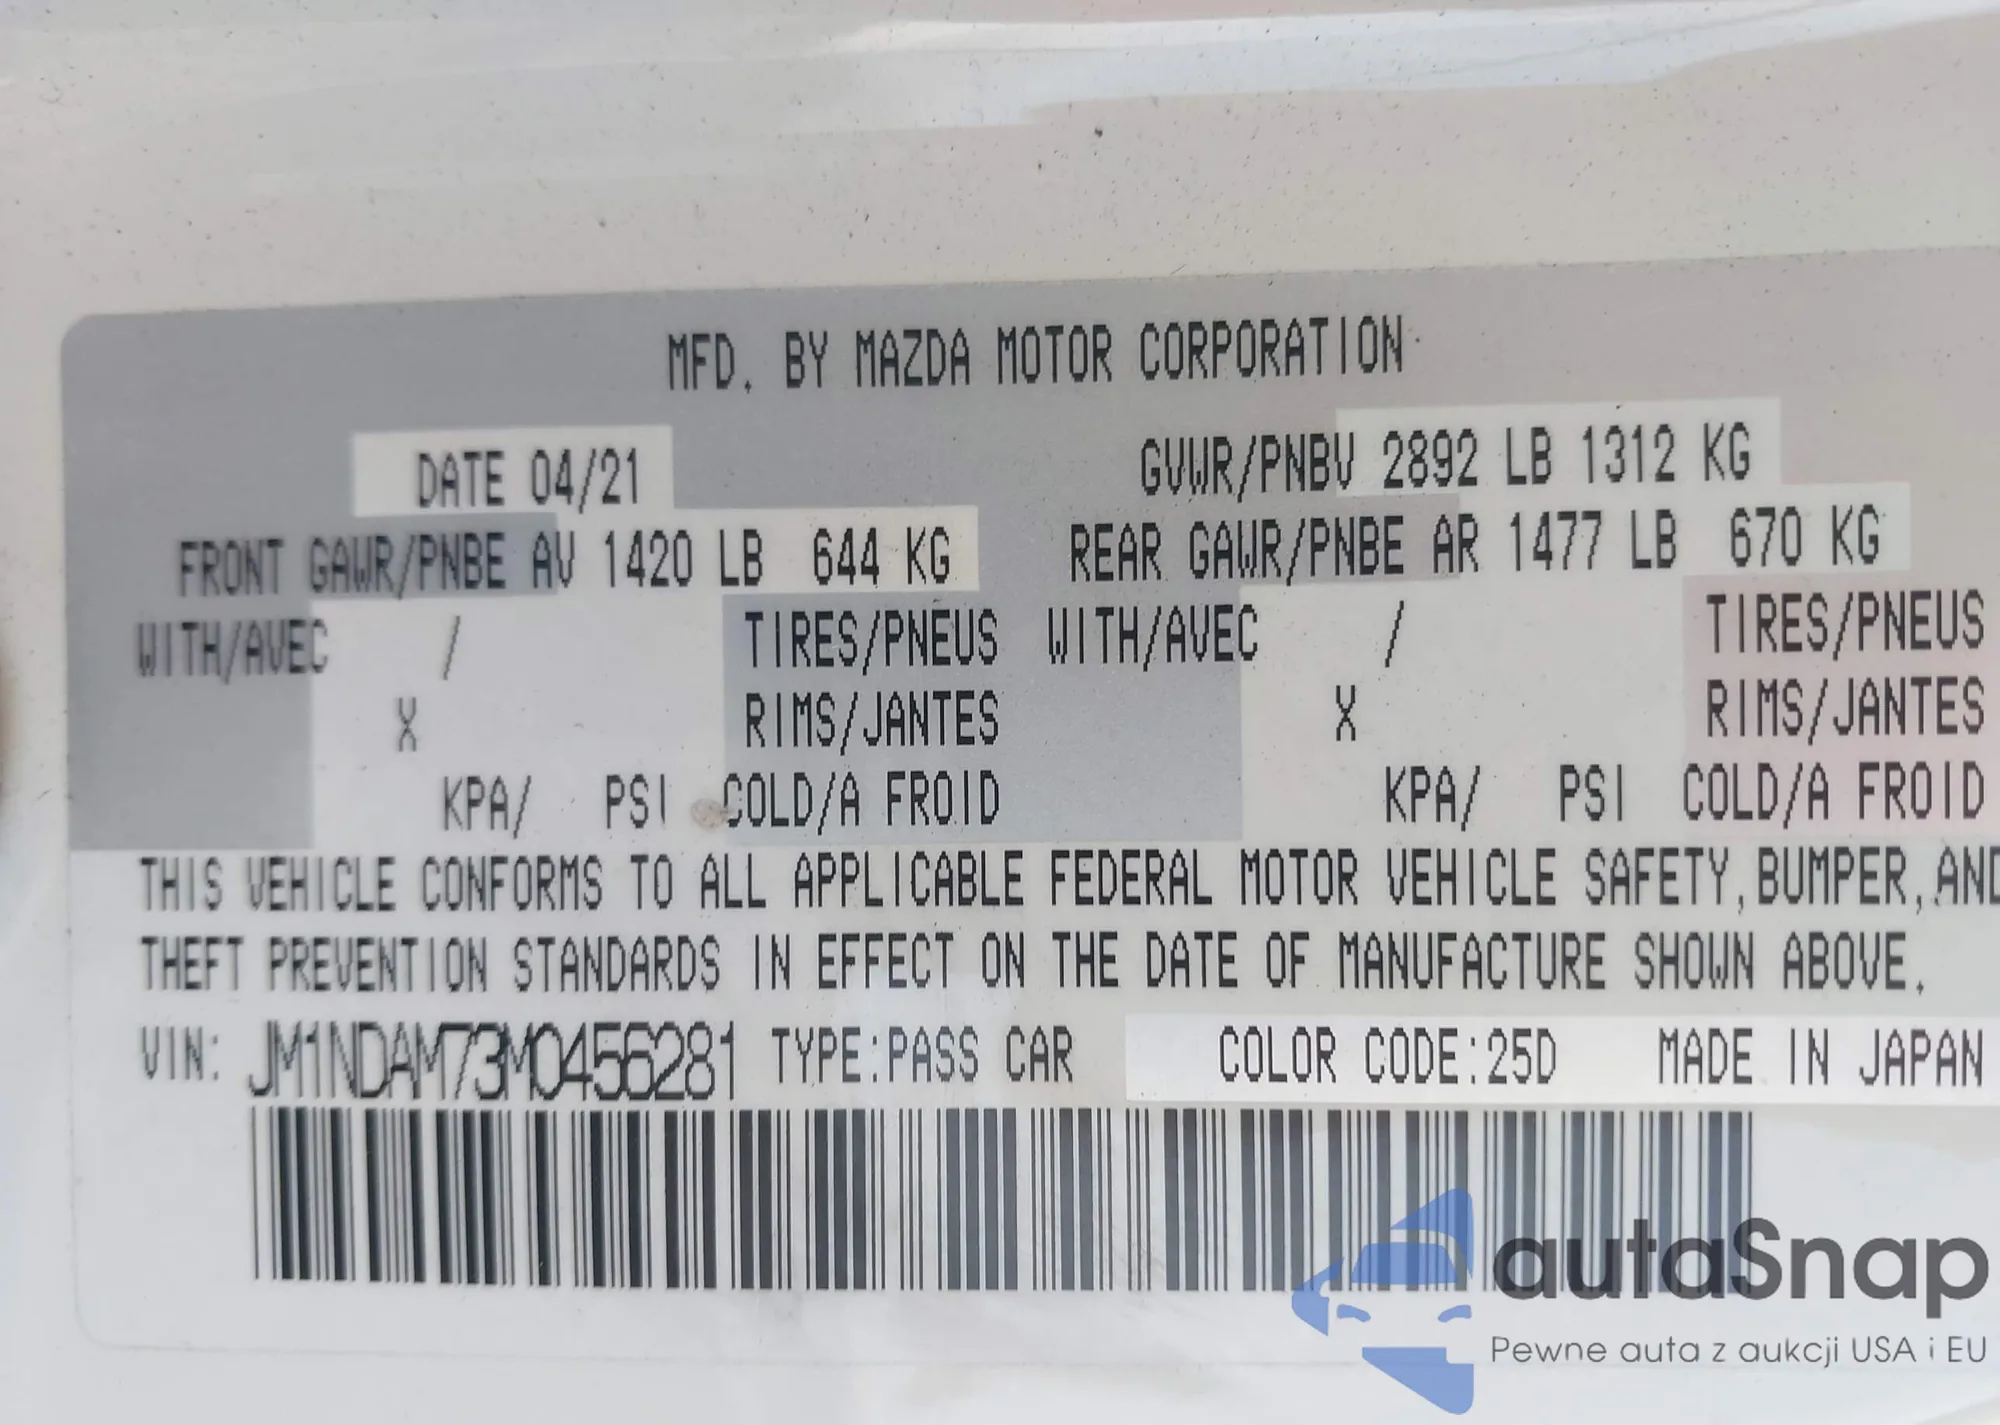 MFD. BY MAZDA MOTOR CORPORATION
DATE 04/21 GVWR/PNBV 2892 LB 1312 KG
FRONT GAWR/PNBE AV 1420 LB 644 KG REAR GAWR/PNBE AR 1477 LB 670 KG
WITH/AVEC / TIRES/PNEUS WITH/AVEC / TIRES/PNEUS
X RIMS/JANTES X RIMS/JANTES
KPA/ PSI COLD/A FROID KPA/ PSI COLD/A FROID
THIS VEHICLE CONFORMS TO ALL APPLICABLE FEDERAL MOTOR VEHICLE SAFETY, BUMPER, AND
THEFT PREVENTION STANDARDS IN EFFECT ON THE DATE OF MANUFACTURE SHOWN ABOVE.
VIN: JM1NDAM73M0456281 TYPE:PASS CAR COLOR CODE:25D MADE IN JAPAN
autaSnap
Pewne auta z aukcji USA i EU